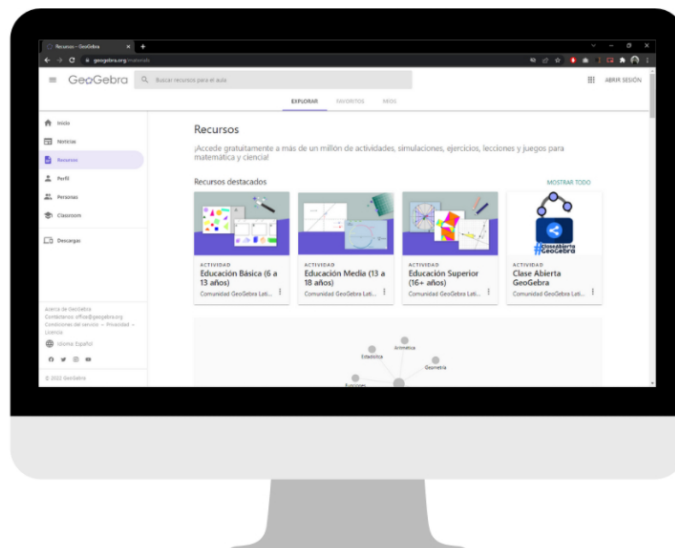 Recursos – GeoGebra
geogebra.org/materials
GeoGebra
Buscar recursos para el aula
ABRIR SESIÓN
EXPLORAR FAVORITOS MÍOS
Inicio
Noticias
Recursos
Perfil
Personas
Classroom
Descargas
Recursos
¡Accede gratuitamente a más de un millón de actividades, simulaciones, ejercicios, lecciones y juegos para
matemática y ciencia!
Recursos destacados
MOSTRAR TODO
ACTIVIDAD
Educación Básica (6 a
13 años)
Comunidad GeoGebra Lati...
ACTIVIDAD
Educación Media (13 a
18 años)
Comunidad GeoGebra Lati...
ACTIVIDAD
Educación Superior
(16+ años)
Comunidad GeoGebra Lati...
#ClaseAbierta
#GeoGebra
ACTIVIDAD
Clase Abierta
GeoGebra
Comunidad GeoGebra Lati...
Acerca de GeoGebra
Contáctanos: office@geogebra.org
Condiciones del servicio – Privacidad –
Licencia
Idioma: Español
© 2023 GeoGebra
Estadística
Aritmética
Geometría
Funciones